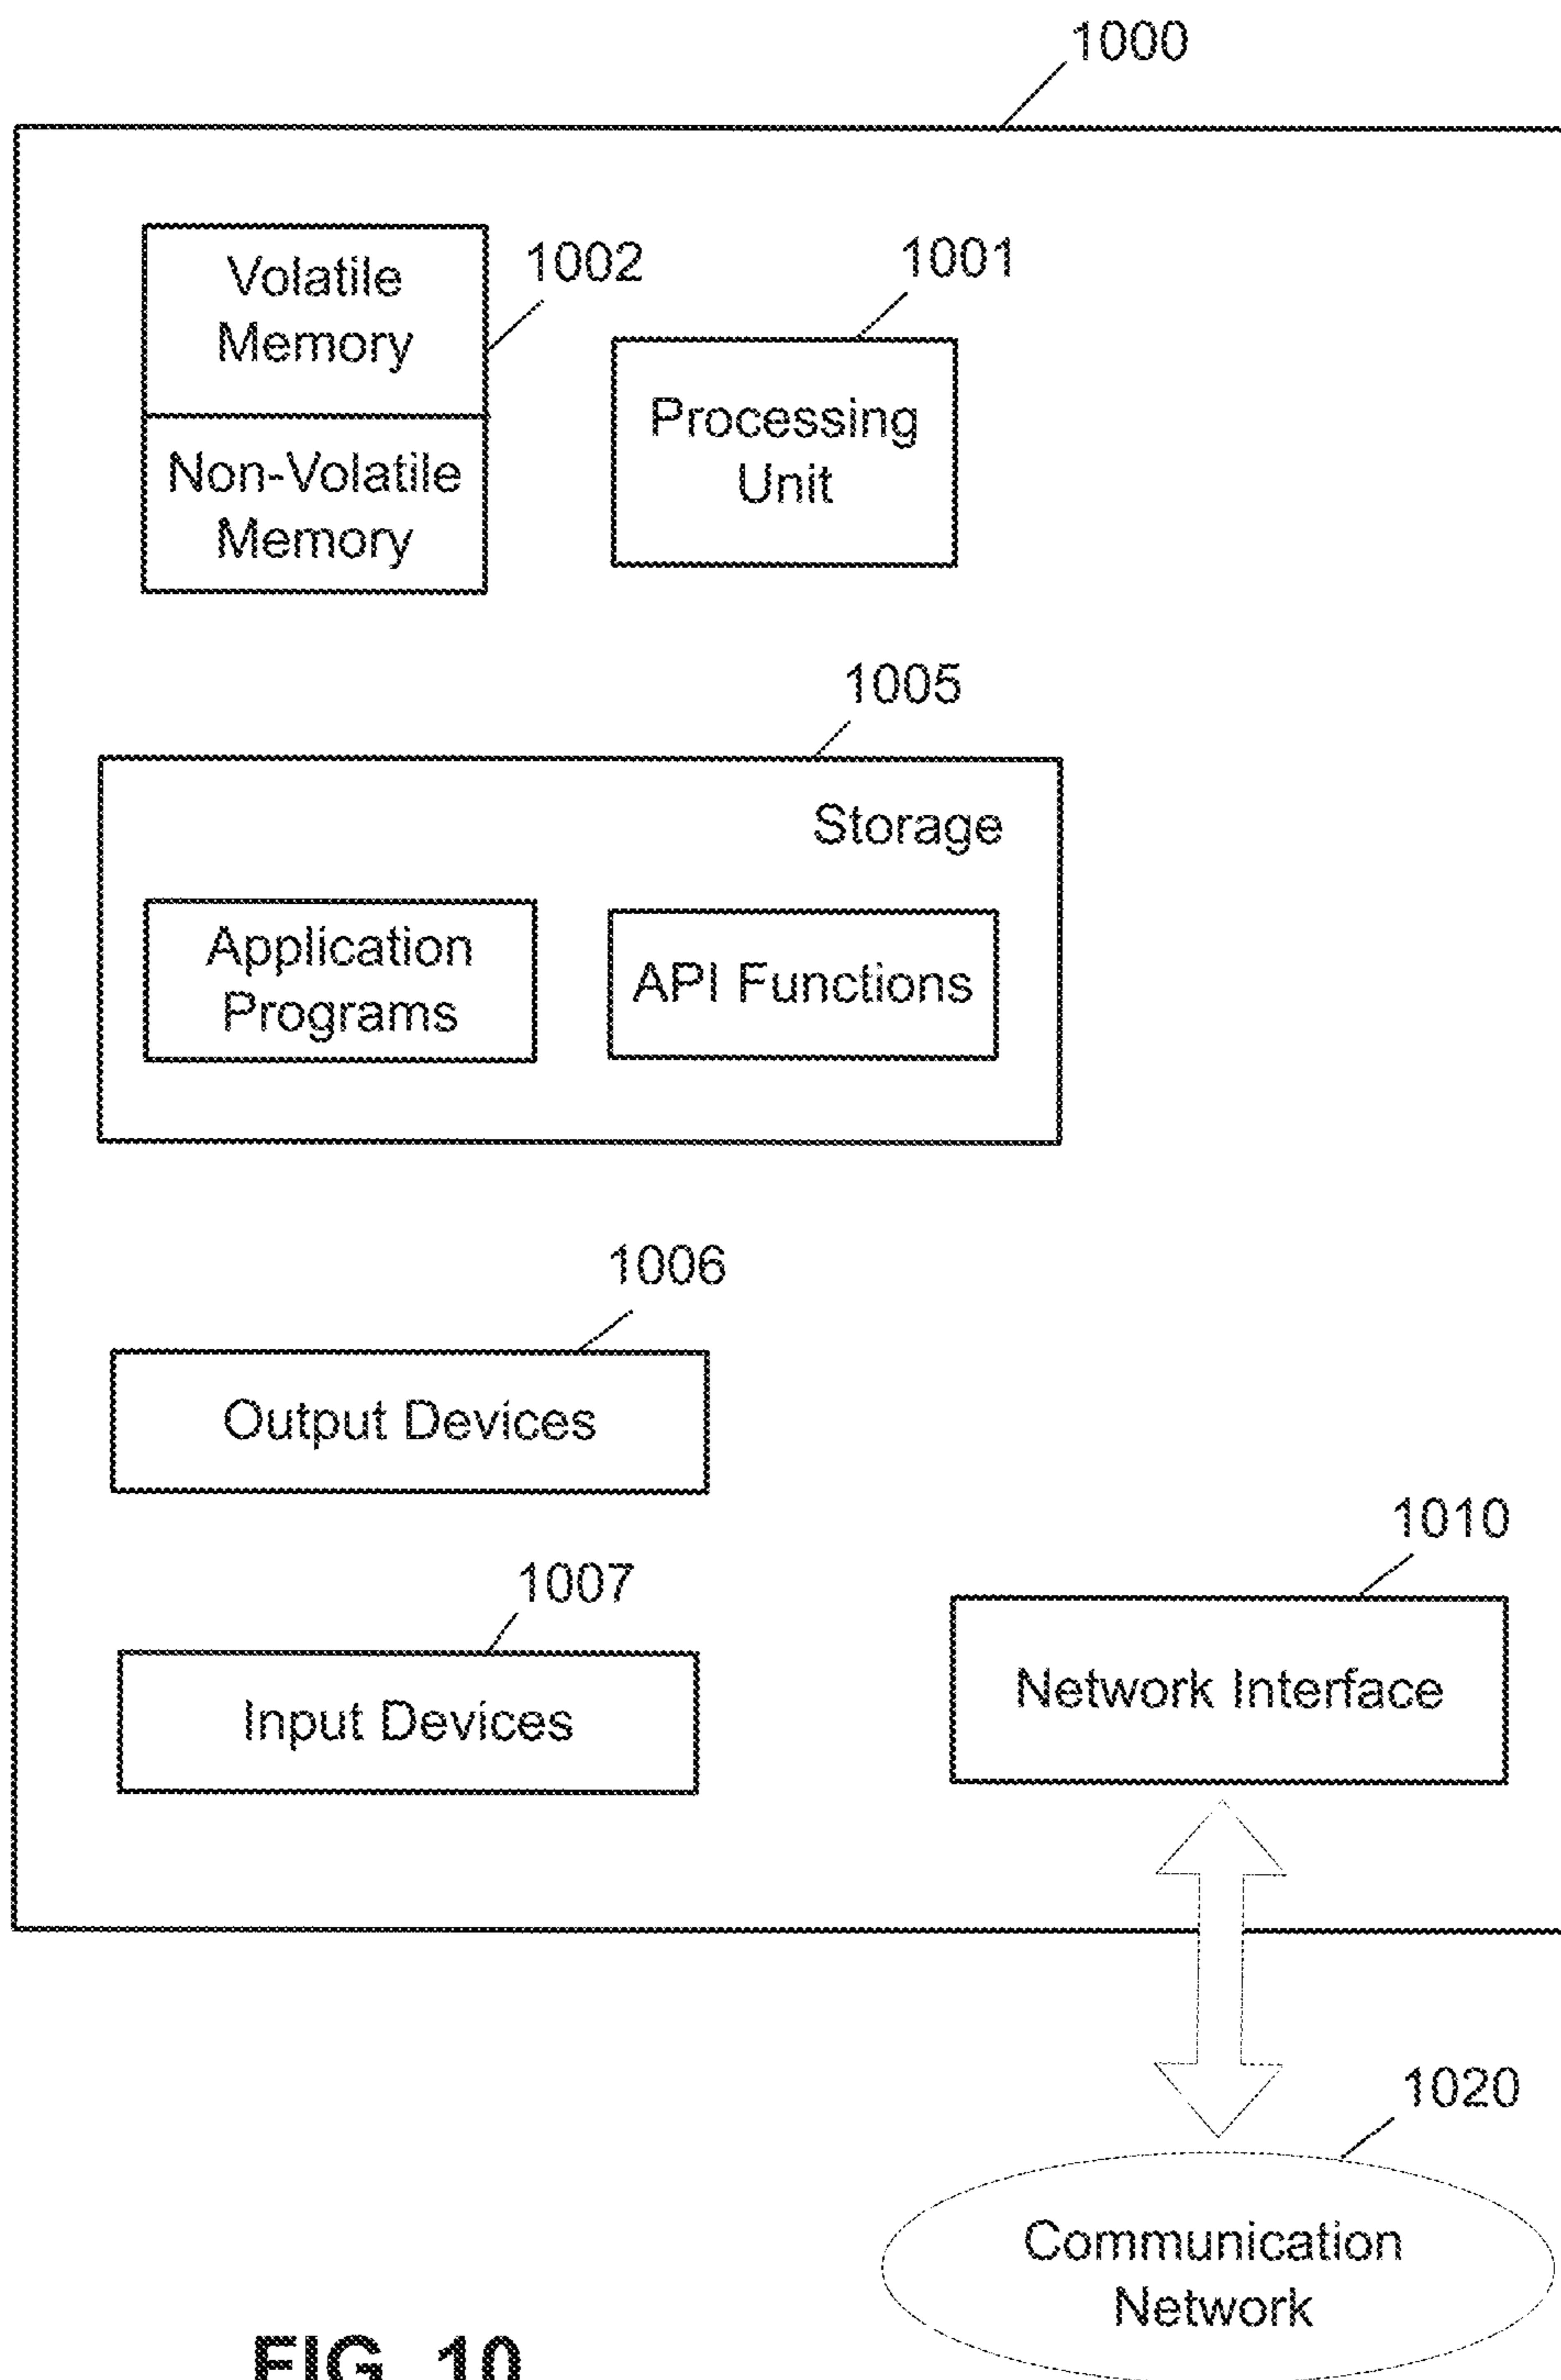 1000
Volatile
Memory
1002
Non-Volatile
Memory
1001
Processing
Unit
1005
Storage
Application
Programs
API Functions
1006
Output Devices
1007
Input Devices
1010
Network Interface
1020
Communication
Network
FIG. 10